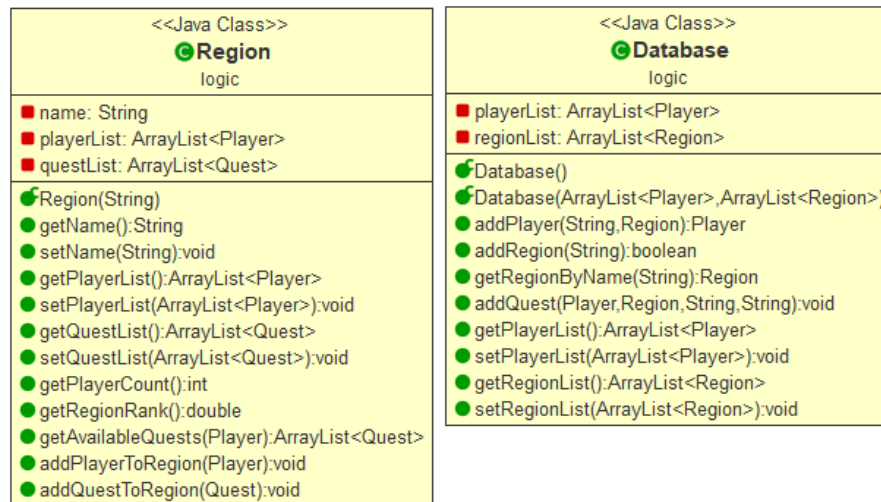 <<Java Class>>
Region
logic
name: String
playerList: ArrayList<Player>
questList: ArrayList<Quest>
Region(String)
getName():String
setName(String):void
getPlayerList():ArrayList<Player>
setPlayerList(ArrayList<Player>):void
getQuestList():ArrayList<Quest>
setQuestList(ArrayList<Quest>):void
getPlayerCount():int
getRegionRank():double
getAvailableQuests(Player):ArrayList<Quest>
addPlayerToRegion(Player):void
addQuestToRegion(Quest):void
<<Java Class>>
Database
logic
playerList: ArrayList<Player>
regionList: ArrayList<Region>
Database()
Database(ArrayList<Player>,ArrayList<Region>)
addPlayer(String,Region):Player
addRegion(String):boolean
getRegionByName(String):Region
addQuest(Player,Region,String,String):void
getPlayerList():ArrayList<Player>
setPlayerList(ArrayList<Player>):void
getRegionList():ArrayList<Region>
setRegionList(ArrayList<Region>):void